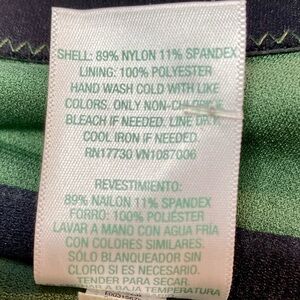 SHELL: 89% NYLON 11% SPANDEX
LINING: 100% POLYESTER
HAND WASH COLD WITH LIKE
COLORS. ONLY NON-CHLORINE
BLEACH IF NEEDED. LINE DRY.
COOL IRON IF NEEDED.
RN17730 VN1087006
REVESTIMIENTO:
89% NAILON 11% SPANDEX
FORRO: 100% POLIÉSTER
LAVAR A MANO CON AGUA FRÍA
CON COLORES SIMILARES.
SÓLO BLANQUEADOR SIN
CLORO SI ES NECESARIO.
TENDER PARA SECAR.
A BAJA TEMPERATURA